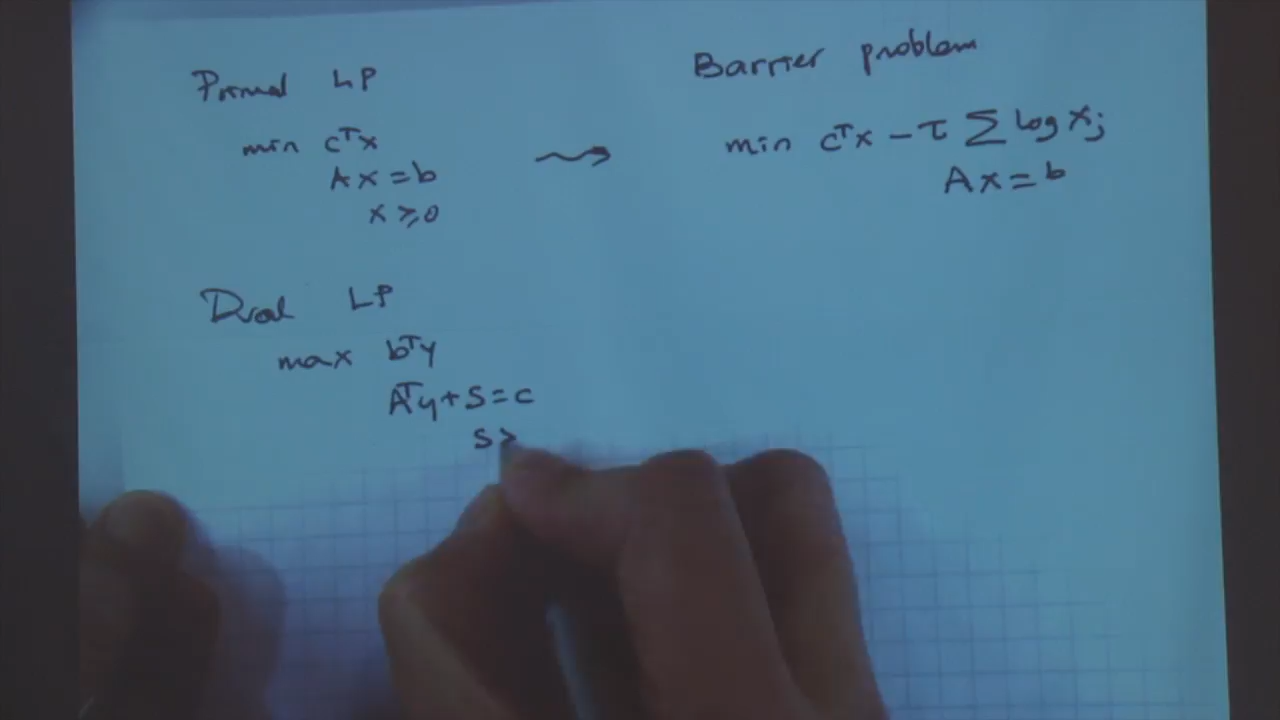 Primal LP
min cᵀx
Ax = b
x ≥ 0
Barrier problem
min cᵀx − τ ∑ log xⱼ
Ax = b
Dual LP
max bᵀy
Aᵀy + s = c
s ≥